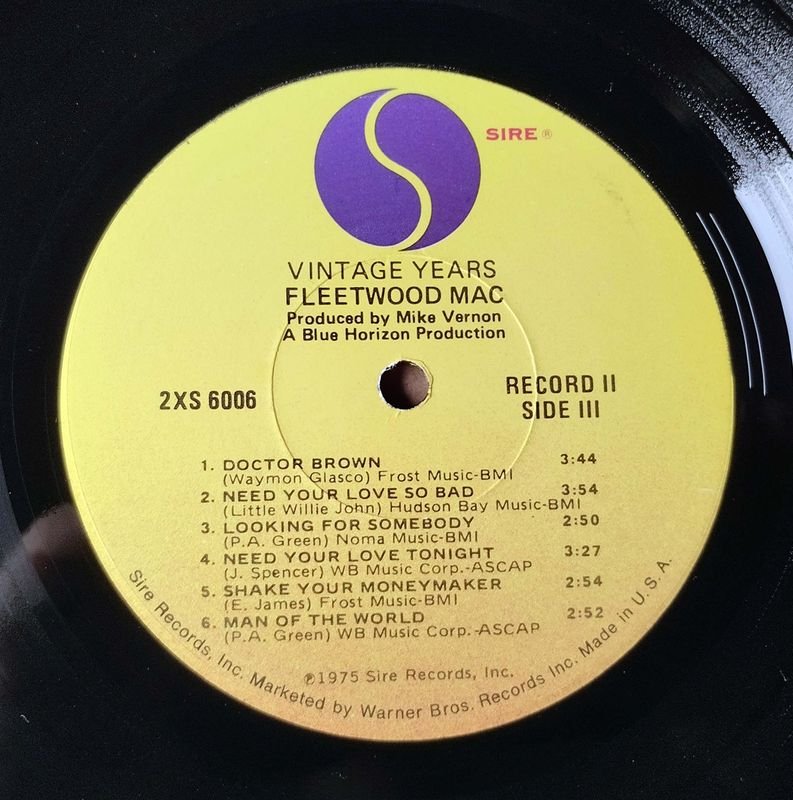 SIRE ®
VINTAGE YEARS
FLEETWOOD MAC
Produced by Mike Vernon
A Blue Horizon Production
2XS 6006
RECORD II
SIDE III
1. DOCTOR BROWN 3:44
(Waymon Glasco) Frost Music-BMI
2. NEED YOUR LOVE SO BAD 3:54
(Little Willie John) Hudson Bay Music-BMI
3. LOOKING FOR SOMEBODY 2:50
(P.A. Green) Noma Music-BMI
4. NEED YOUR LOVE TONIGHT 3:27
(J. Spencer) WB Music Corp.-ASCAP
5. SHAKE YOUR MONEYMAKER 2:54
(E. James) Frost Music-BMI
6. MAN OF THE WORLD 2:52
(P.A. Green) WB Music Corp.-ASCAP
℗1975 Sire Records, Inc.
Sire Records, Inc. Marketed by Warner Bros. Records Inc. Made in U.S.A.